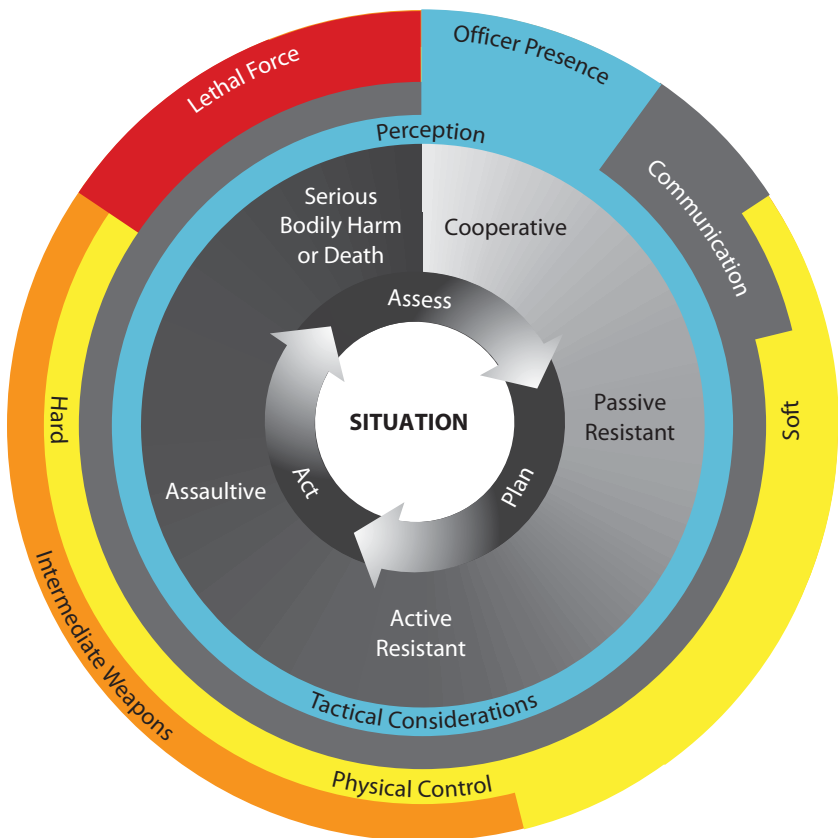 Lethal Force
Officer Presence
Perception
Communication
Serious
Bodily Harm
or Death
Cooperative
Assess
Passive
Resistant
Soft
SITUATION
Hard
Assaultive
Act
Plan
Active
Resistant
Intermediate Weapons
Tactical Considerations
Physical Control